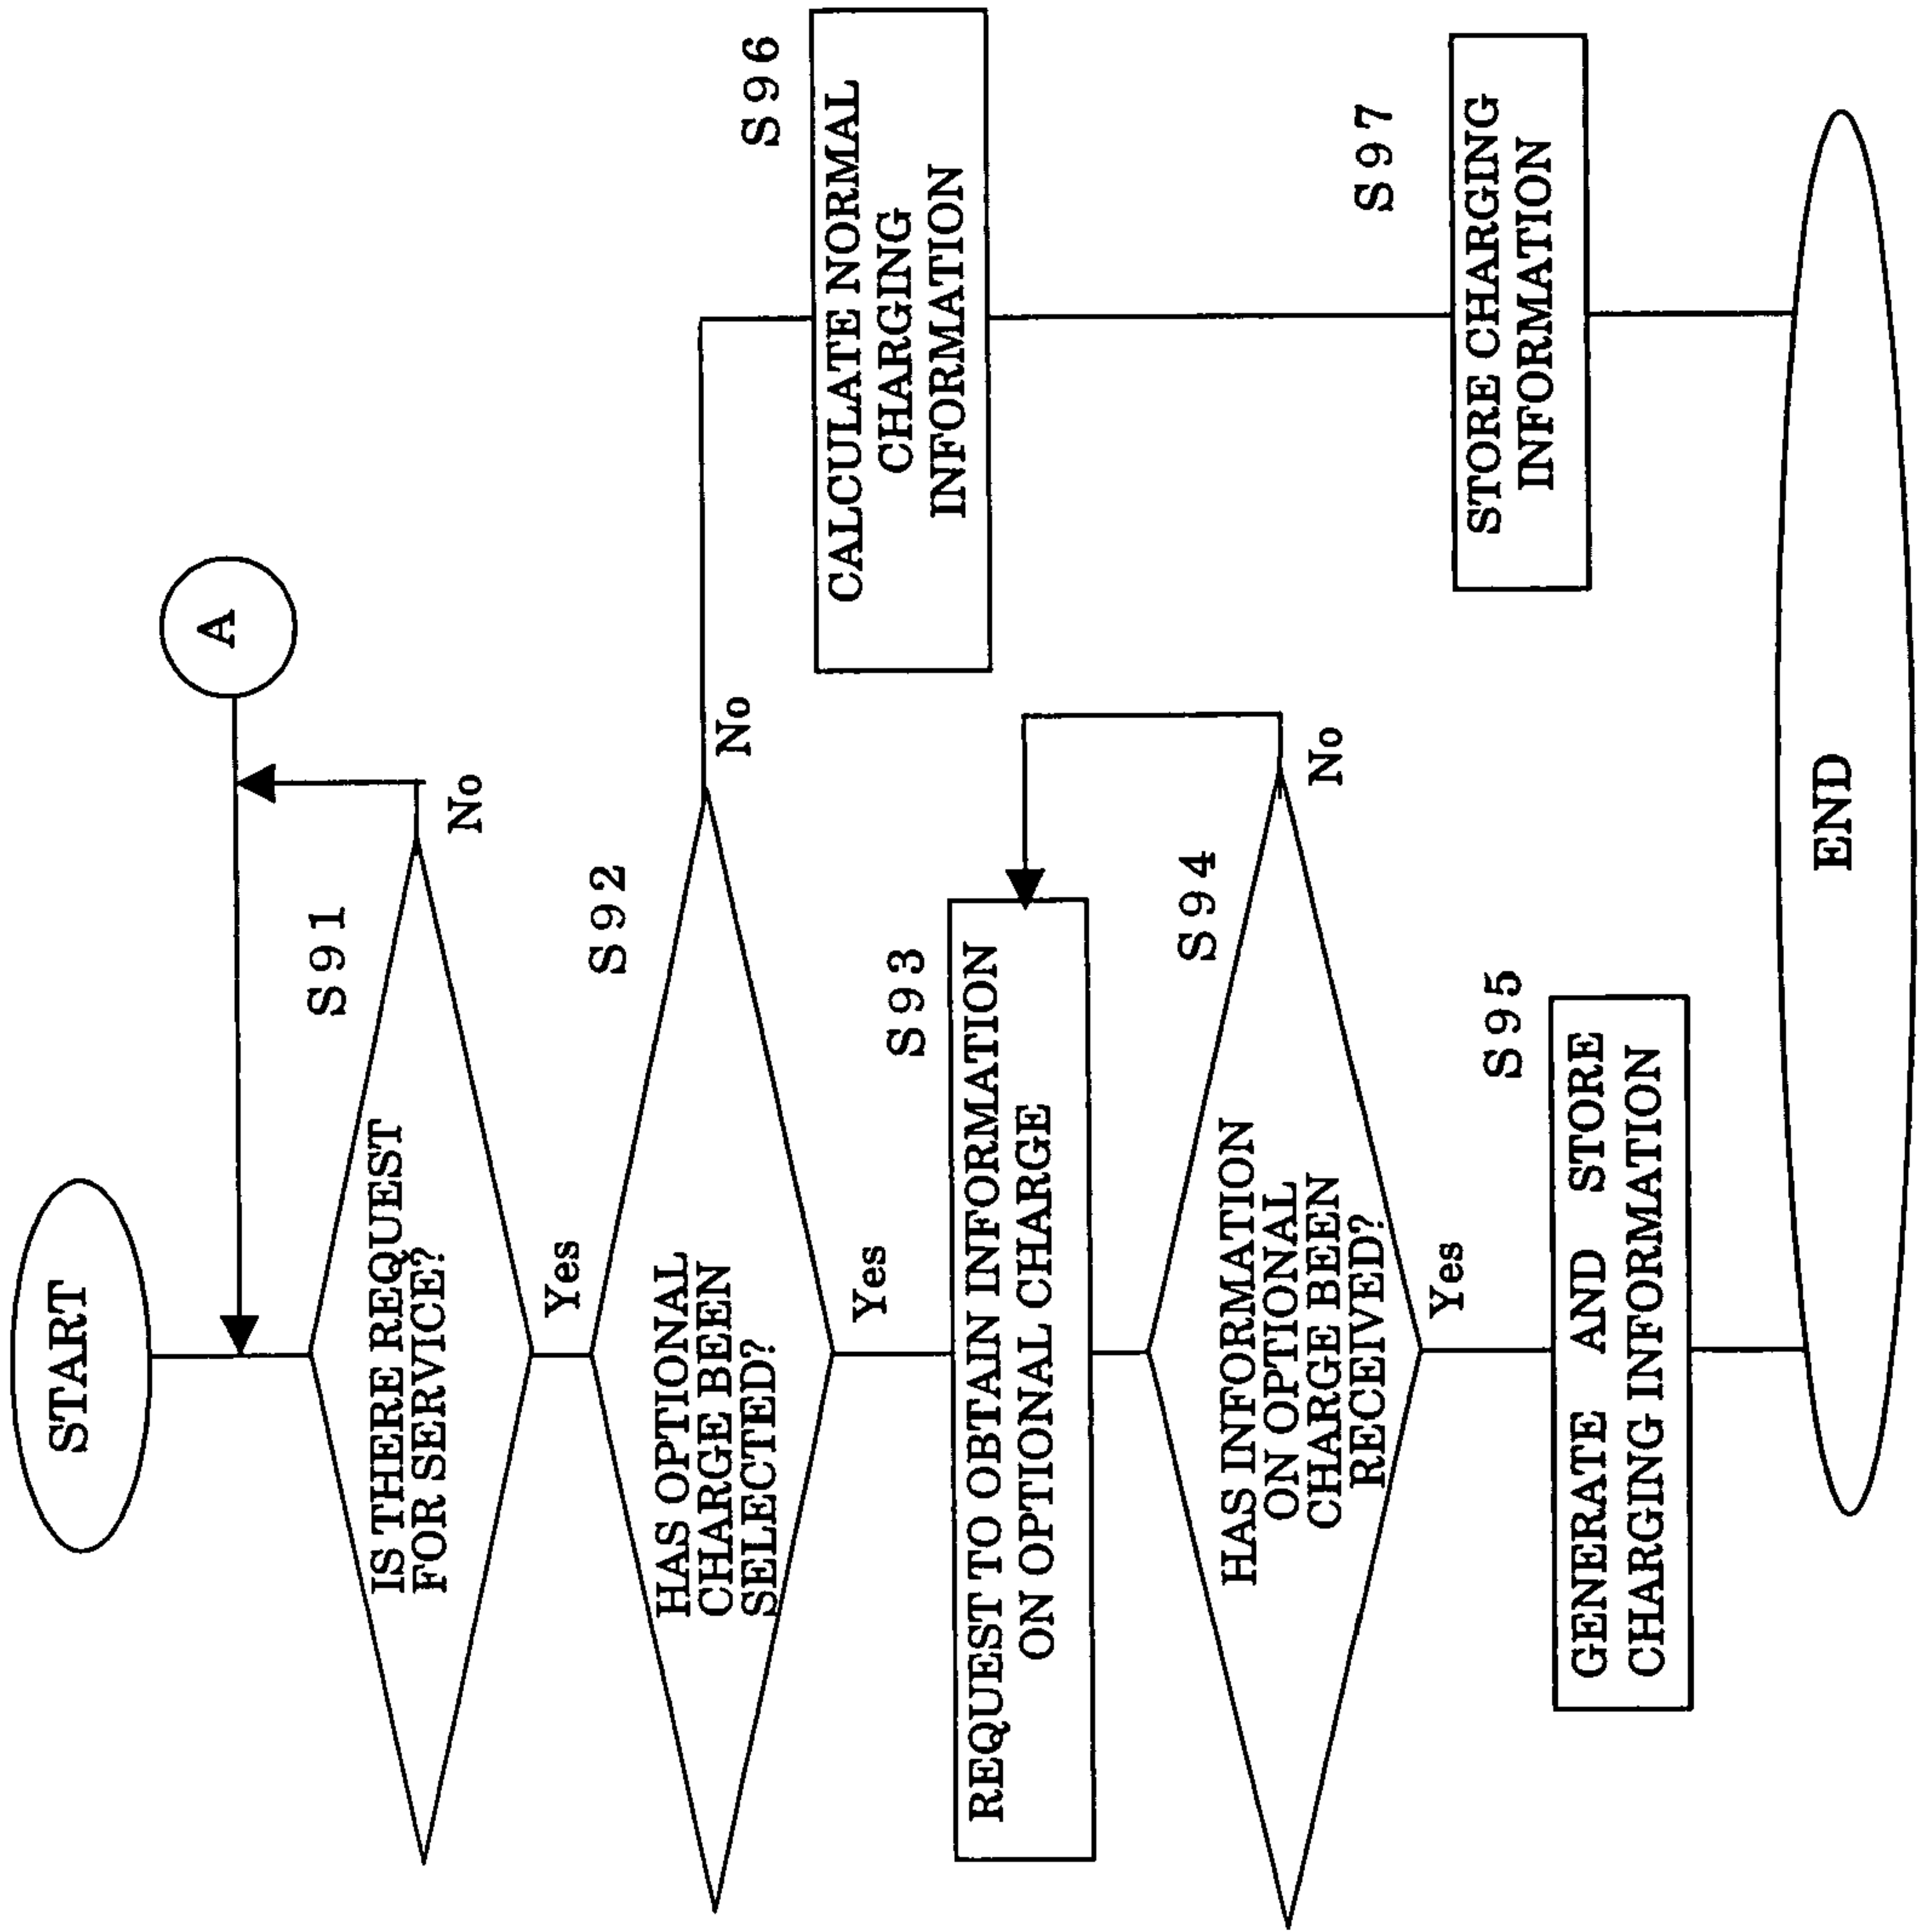 START
A
S91
IS THERE REQUEST
FOR SERVICE?
No
Yes
S92
HAS OPTIONAL
CHARGE BEEN
SELECTED?
No
Yes
S96
CALCULATE NORMAL
CHARGING
INFORMATION
S93
REQUEST TO OBTAIN INFORMATION
ON OPTIONAL CHARGE
S94
HAS INFORMATION
ON OPTIONAL
CHARGE BEEN
RECEIVED?
No
Yes
S97
STORE CHARGING
INFORMATION
S95
GENERATE AND STORE
CHARGING INFORMATION
END